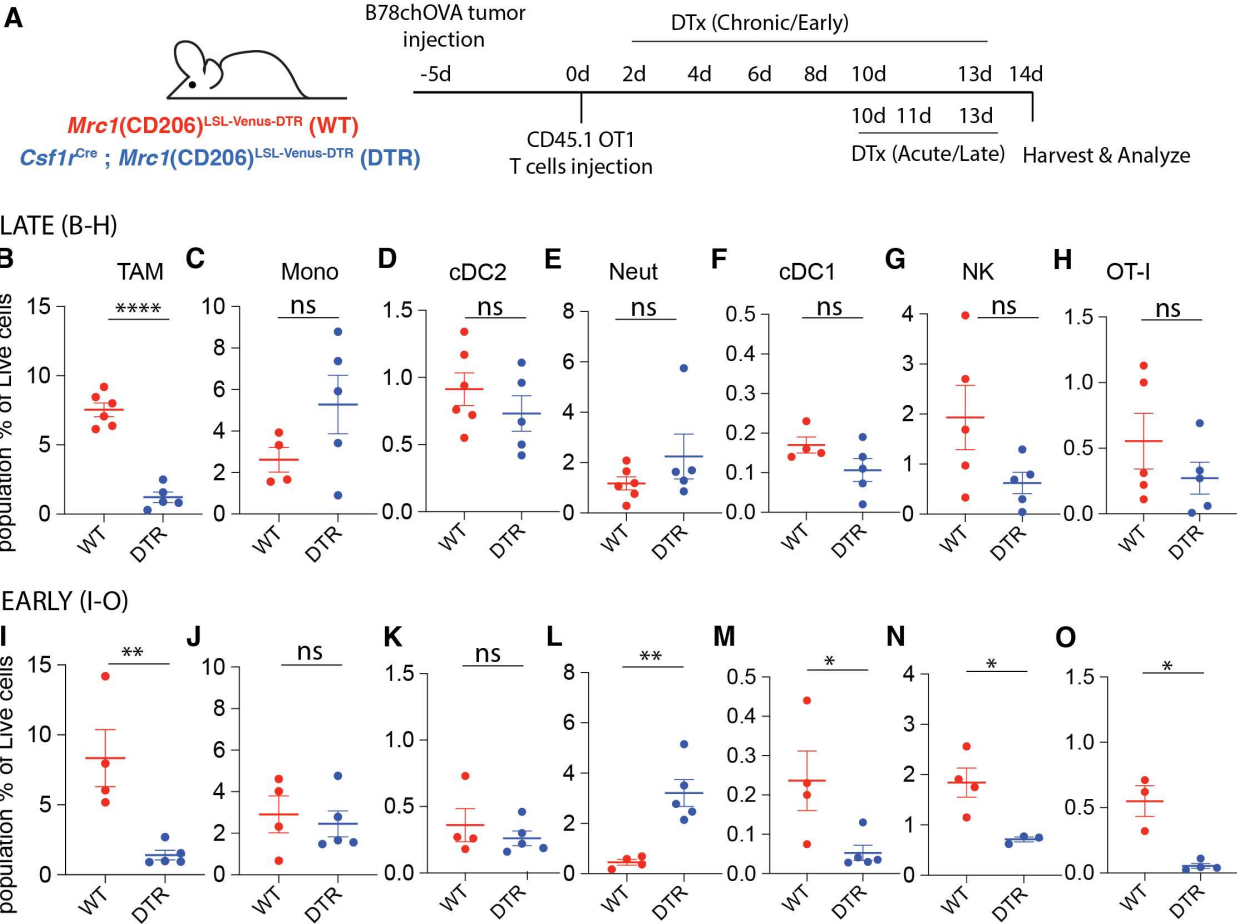 A
B78chOVA tumor
injection
DTx (Chronic/Early)
-5d 0d 2d 4d 6d 8d 10d 13d 14d
10d 11d 13d
Mrc1(CD206)LSL-Venus-DTR (WT)
CD45.1 OT1
T cells injection
DTx (Acute/Late)
Harvest & Analyze
Csf1rCre ; Mrc1(CD206)LSL-Venus-DTR (DTR)
LATE (B-H)
B TAM C Mono D cDC2 E Neut F cDC1 G NK H OT-I
**** ns ns ns ns ns ns
population % of Live cells
15 10 5 0
WT DTR
10 8 6 4 2 0
WT DTR
1.5 1.0 0.5 0.0
WT DTR
8 6 4 2 0
WT DTR
0.5 0.4 0.3 0.2 0.1 0.0
WT DTR
4 3 2 1 0
WT DTR
1.5 1.0 0.5 0.0
WT DTR
EARLY (I-O)
I J K L M N O
** ns ns ** * * *
population % of Live cells
15 10 5 0
WT DTR
10 8 6 4 2 0
WT DTR
1.5 1.0 0.5 0.0
WT DTR
8 6 4 2 0
WT DTR
0.5 0.4 0.3 0.2 0.1 0.0
WT DTR
4 3 2 1 0
WT DTR
1.5 1.0 0.5 0.0
WT DTR